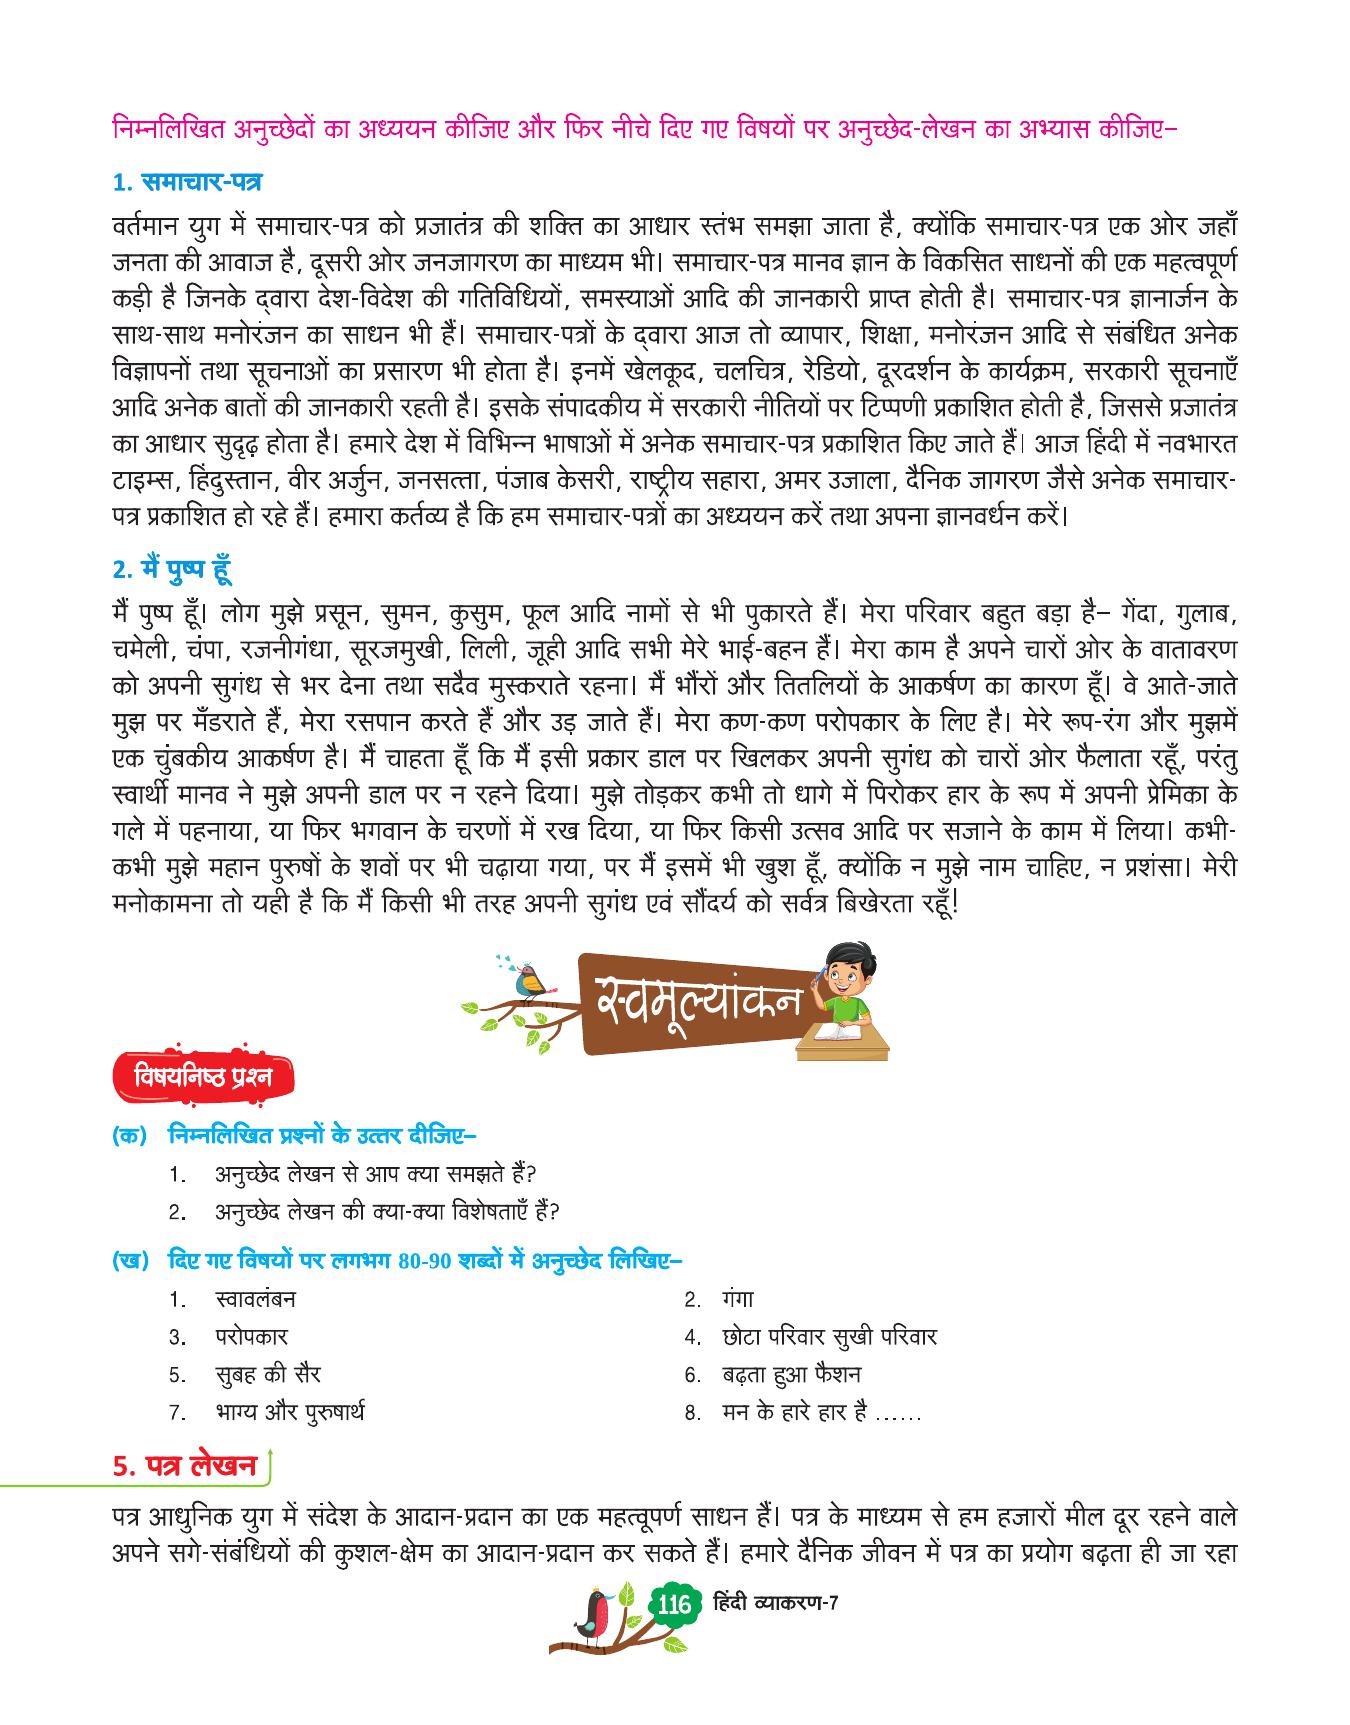 निम्नलिखित अनुच्छेदों का अध्ययन कीजिए और फिर नीचे दिए गए विषयों पर अनुच्छेद-लेखन का अभ्यास कीजिए–
1. समाचार-पत्र
वर्तमान युग में समाचार-पत्र को प्रजातंत्र की शक्ति का आधार स्तंभ समझा जाता है, क्योंकि समाचार-पत्र एक ओर जहाँ
जनता की आवाज है, दूसरी ओर जनजागरण का माध्यम भी। समाचार-पत्र मानव ज्ञान के विकसित साधनों की एक महत्वपूर्ण
कड़ी है जिनके द्वारा देश-विदेश की गतिविधियों, समस्याओं आदि की जानकारी प्राप्त होती है। समाचार-पत्र ज्ञानार्जन के
साथ-साथ मनोरंजन का साधन भी हैं। समाचार-पत्रों के द्वारा आज तो व्यापार, शिक्षा, मनोरंजन आदि से संबंधित अनेक
विज्ञापनों तथा सूचनाओं का प्रसारण भी होता है। इनमें खेलकूद, चलचित्र, रेडियो, दूरदर्शन के कार्यक्रम, सरकारी सूचनाएँ
आदि अनेक बातों की जानकारी रहती है। इसके संपादकीय में सरकारी नीतियों पर टिप्पणी प्रकाशित होती है, जिससे प्रजातंत्र
का आधार सुदृढ़ होता है। हमारे देश में विभिन्न भाषाओं में अनेक समाचार-पत्र प्रकाशित किए जाते हैं। आज हिंदी में नवभारत
टाइम्स, हिंदुस्तान, वीर अर्जुन, जनसत्ता, पंजाब केसरी, राष्ट्रीय सहारा, अमर उजाला, दैनिक जागरण जैसे अनेक समाचार-
पत्र प्रकाशित हो रहे हैं। हमारा कर्तव्य है कि हम समाचार-पत्रों का अध्ययन करें तथा अपना ज्ञानवर्धन करें।
2. मैं पुष्प हूँ
मैं पुष्प हूँ। लोग मुझे प्रसून, सुमन, कुसुम, फूल आदि नामों से भी पुकारते हैं। मेरा परिवार बहुत बड़ा है– गेंदा, गुलाब,
चमेली, चंपा, रजनीगंधा, सूरजमुखी, लिली, जूही आदि सभी मेरे भाई-बहन हैं। मेरा काम है अपने चारों ओर के वातावरण
को अपनी सुगंध से भर देना तथा सदैव मुस्कराते रहना। मैं भौंरों और तितलियों के आकर्षण का कारण हूँ। वे आते-जाते
मुझ पर मँडराते हैं, मेरा रसपान करते हैं और उड़ जाते हैं। मेरा कण-कण परोपकार के लिए है। मेरे रूप-रंग और मुझमें
एक चुंबकीय आकर्षण है। मैं चाहता हूँ कि मैं इसी प्रकार डाल पर खिलकर अपनी सुगंध को चारों ओर फैलाता रहूँ, परंतु
स्वार्थी मानव ने मुझे अपनी डाल पर न रहने दिया। मुझे तोड़कर कभी तो धागे में पिरोकर हार के रूप में अपनी प्रेमिका के
गले में पहनाया, या फिर भगवान के चरणों में रख दिया, या फिर किसी उत्सव आदि पर सजाने के काम में लिया। कभी-
कभी मुझे महान पुरुषों के शवों पर भी चढ़ाया गया, पर मैं इसमें भी खुश हूँ, क्योंकि न मुझे नाम चाहिए, न प्रशंसा। मेरी
मनोकामना तो यही है कि मैं किसी भी तरह अपनी सुगंध एवं सौंदर्य को सर्वत्र बिखेरता रहूँ!
स्वमूल्यांकन
विषयनिष्ठ प्रश्न
(क) निम्नलिखित प्रश्नों के उत्तर दीजिए–
1. अनुच्छेद लेखन से आप क्या समझते हैं?
2. अनुच्छेद लेखन की क्या-क्या विशेषताएँ हैं?
(ख) दिए गए विषयों पर लगभग 80-90 शब्दों में अनुच्छेद लिखिए–
1. स्वावलंबन 2. गंगा
3. परोपकार 4. छोटा परिवार सुखी परिवार
5. सुबह की सैर 6. बढ़ता हुआ फैशन
7. भाग्य और पुरुषार्थ 8. मन के हारे हार है ......
5. पत्र लेखन
पत्र आधुनिक युग में संदेश के आदान-प्रदान का एक महत्वूपर्ण साधन हैं। पत्र के माध्यम से हम हजारों मील दूर रहने वाले
अपने सगे-संबंधियों की कुशल-क्षेम का आदान-प्रदान कर सकते हैं। हमारे दैनिक जीवन में पत्र का प्रयोग बढ़ता ही जा रहा
116 हिंदी व्याकरण-7